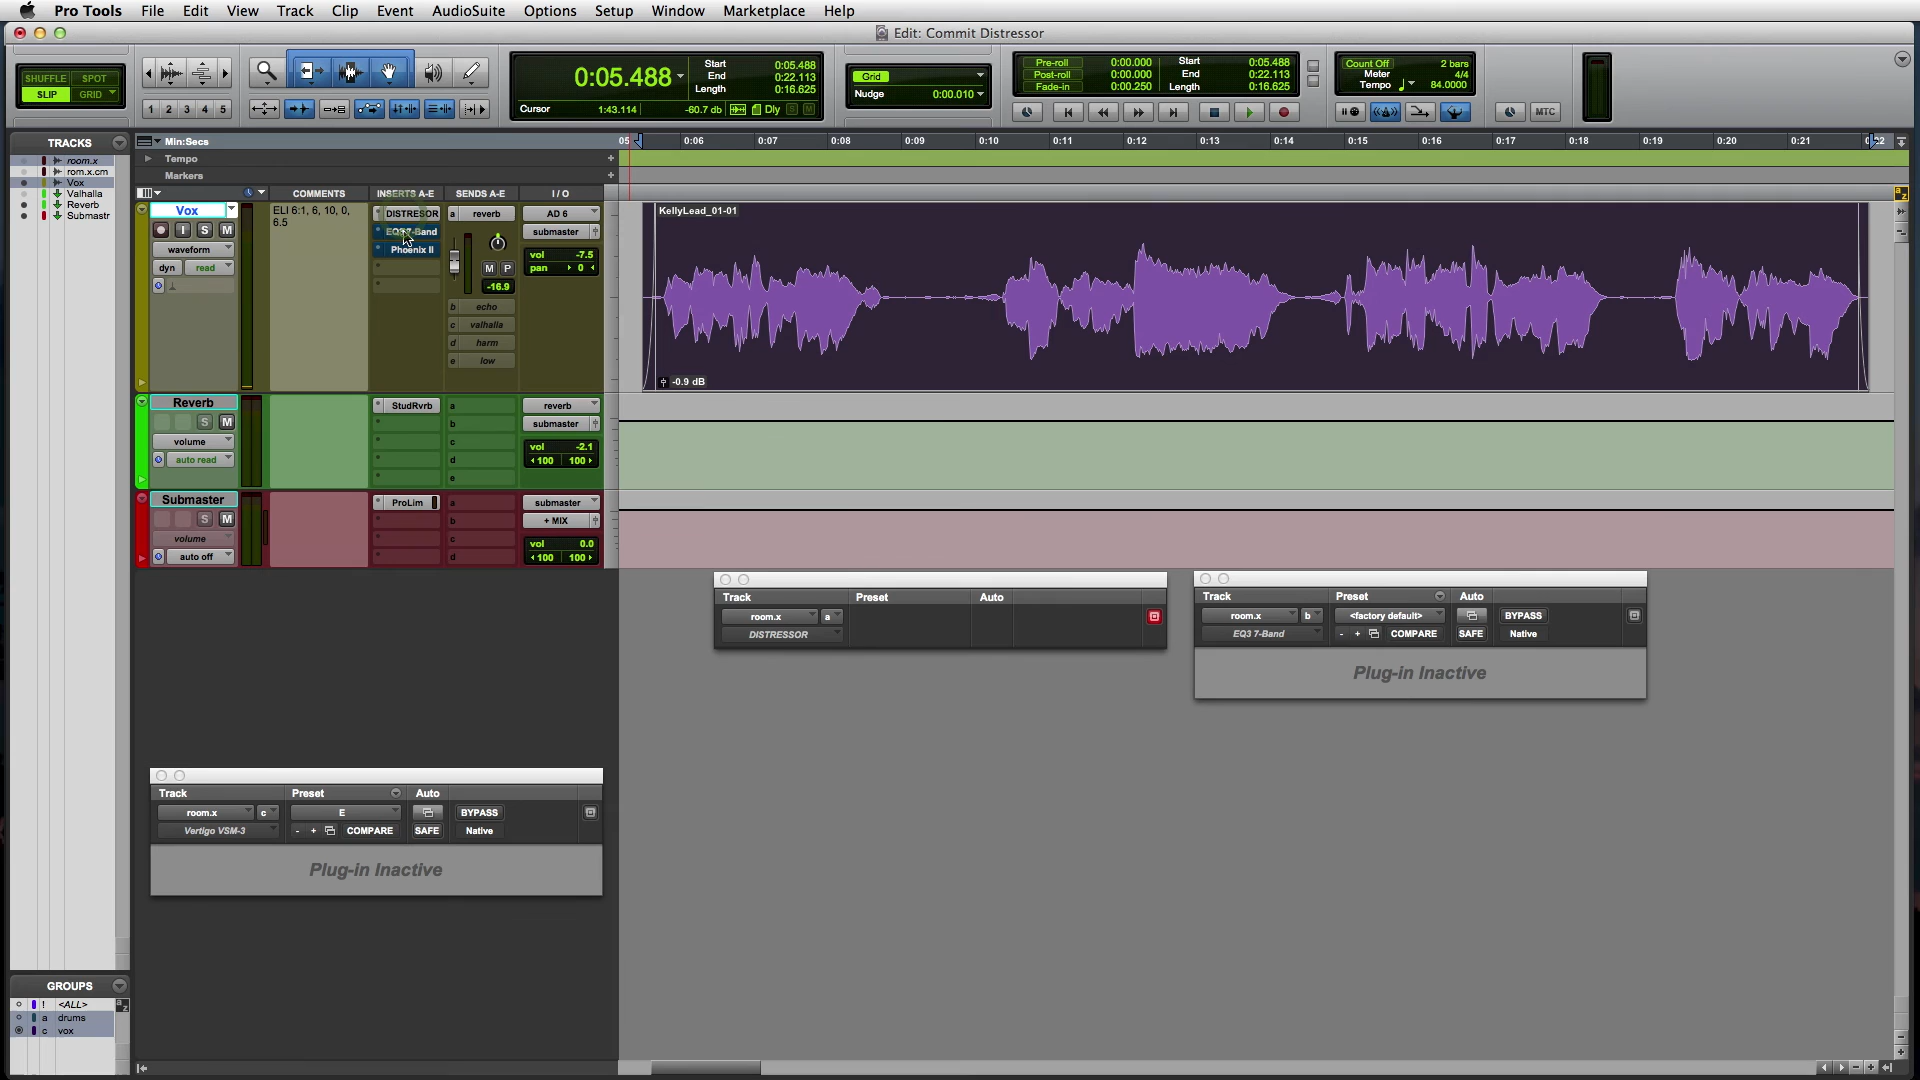 Pro Tools File Edit View Track Clip Event AudioSuite Options Setup Window Marketplace Help
Edit: Commit Distressor
SHUFFLE SPOT
SLIP GRID
1 2 3 4 5
0:05.488
Start 0:05.488
End 0:22.113
Length 0:16.625
Cursor 1:43.114 -60.7 db Dly S M
Grid
Nudge 0:00.010
Pre-roll 0:00.000
Post-roll 0:00.000
Fade-in 0:00.250
Start 0:05.488
End 0:22.113
Length 0:16.625
Count Off 2 bars
Meter 4/4
Tempo 84.0000
MTC
TRACKS
room.x
rom.x.cm
Vox
Valhalla
Reverb
Submastr
Min:Secs
05 0:06 0:07 0:08 0:09 0:10 0:11 0:12 0:13 0:14 0:15 0:16 0:17 0:18 0:19 0:20 0:21 0:22
Tempo
Markers
COMMENTS INSERTS A-E SENDS A-E I / O
Vox
I S M
waveform
dyn read
ELI 6:1, 6, 10, 0,
6.5
DISTRESOR
EQ3 7-Band
Phoenix II
a reverb
M P
-16.9
b echo
c valhalla
d harm
e low
AD 6
submaster
vol -7.5
pan 0
KellyLead_01-01
-0.9 dB
Reverb
S M
volume
auto read
StudRvrb
a
b
c
d
e
reverb
submaster
vol -2.1
100 100
Submaster
S M
volume
auto off
ProLim
a
b
c
d
submaster
+ MIX
vol 0.0
100 100
Track Preset Auto
room.x a
DISTRESSOR
Track Preset Auto
room.x b <factory default> BYPASS
EQ3 7-Band - + COMPARE SAFE Native
Plug-in Inactive
Track Preset Auto
room.x c E BYPASS
Vertigo VSM-3 - + COMPARE SAFE Native
Plug-in Inactive
GROUPS
! <ALL>
a drums
c vox
a z